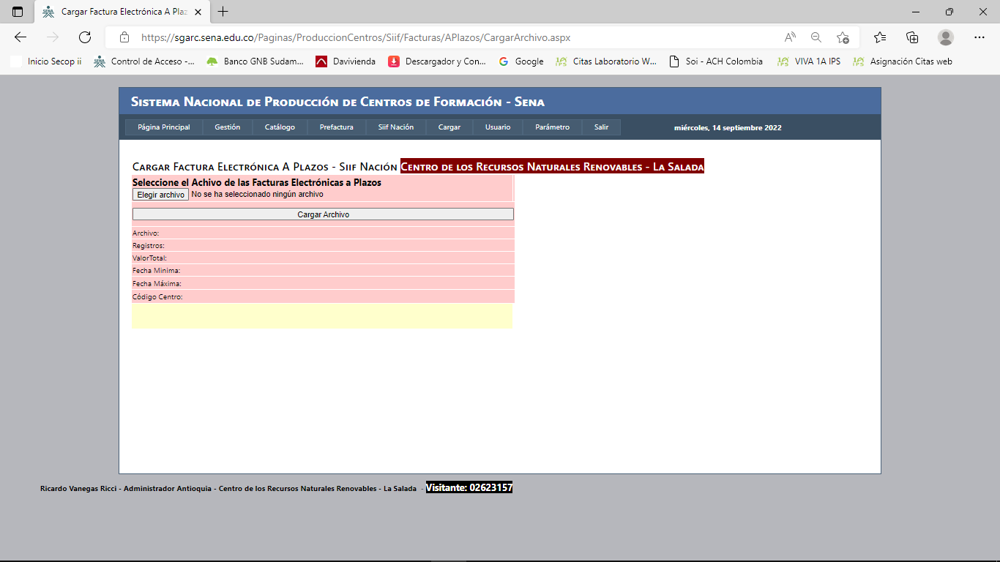 Cargar Factura Electrónica A Plaz
https://sgarc.sena.edu.co/Paginas/ProduccionCentros/Siif/Facturas/APlazos/CargarArchivo.aspx
Inicio Secop ii Control de Acceso -... Banco GNB Sudam... Davivienda Descargador y Con... Google Citas Laboratorio W... Soi - ACH Colombia VIVA 1A IPS Asignación Citas web
Sistema Nacional de Producción de Centros de Formación - Sena
Página Principal Gestión Catálogo Prefactura Siif Nación Cargar Usuario Parámetro Salir miércoles, 14 septiembre 2022
Cargar Factura Electrónica A Plazos - Siif Nación Centro de los Recursos Naturales Renovables - La Salada
Seleccione el Achivo de las Facturas Electrónicas a Plazos
Elegir archivo No se ha seleccionado ningún archivo
Cargar Archivo
Archivo:
Registros:
ValorTotal:
Fecha Minima:
Fecha Máxima:
Código Centro:
Ricardo Vanegas Ricci - Administrador Antioquia - Centro de los Recursos Naturales Renovables - La Salada - Visitante: 02623157